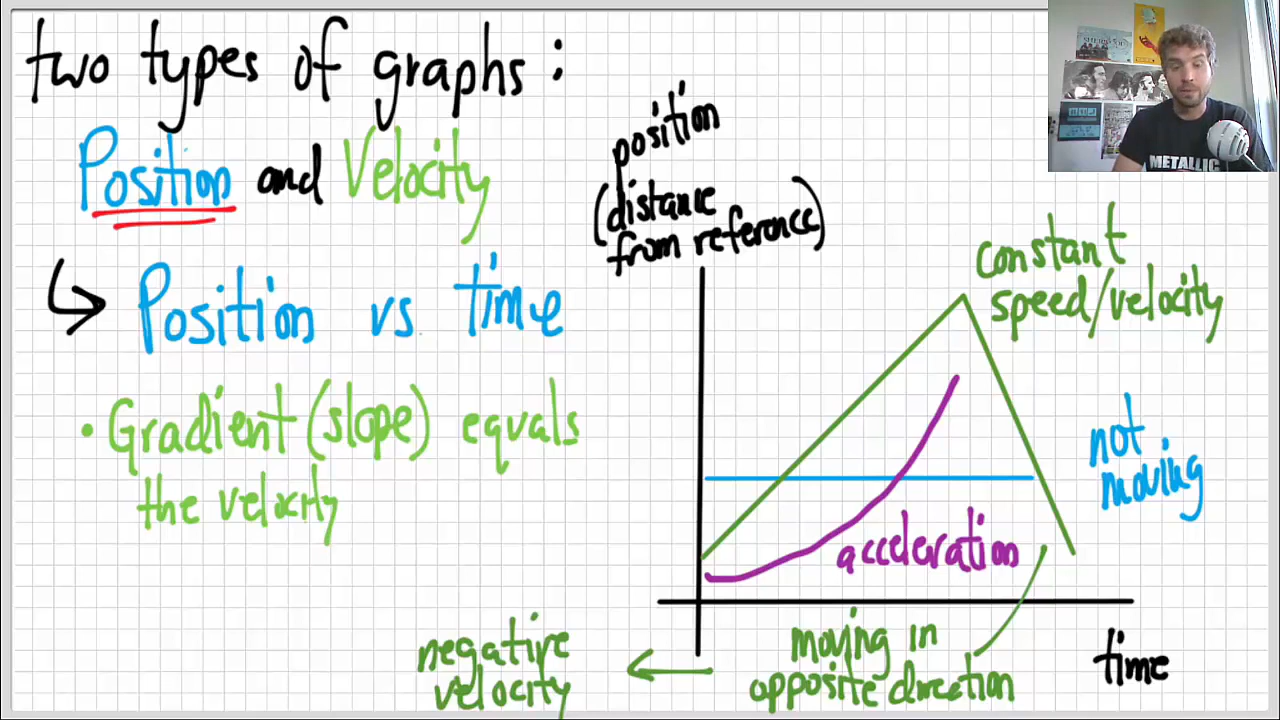 two types of graphs :
Position and Velocity
Position vs time
• Gradient (slope) equals
the velocity
position
(distance
from reference)
constant
speed/velocity
not
moving
acceleration
negative
velocity
moving in
opposite direction
time
METALLIC